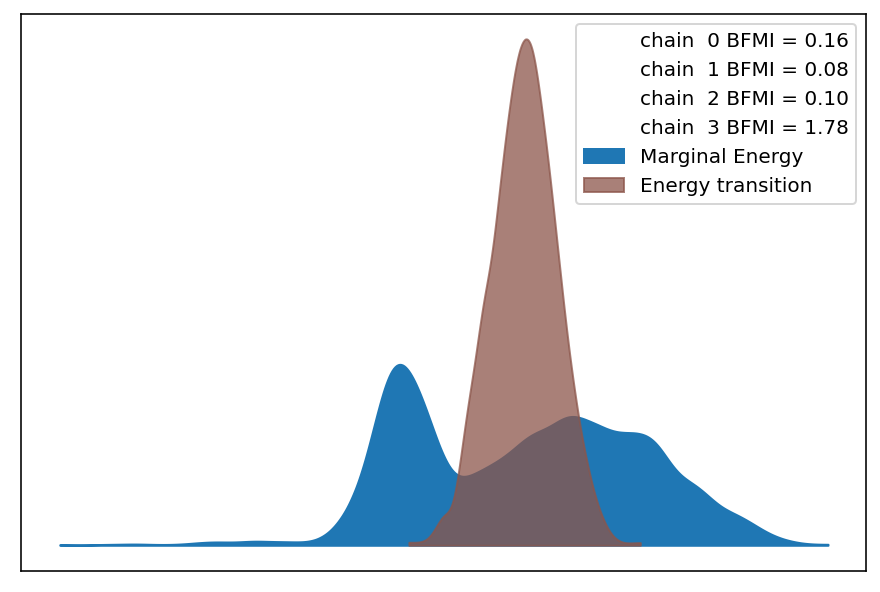 chain  0 BFMI = 0.16
chain  1 BFMI = 0.08
chain  2 BFMI = 0.10
chain  3 BFMI = 1.78
Marginal Energy
Energy transition